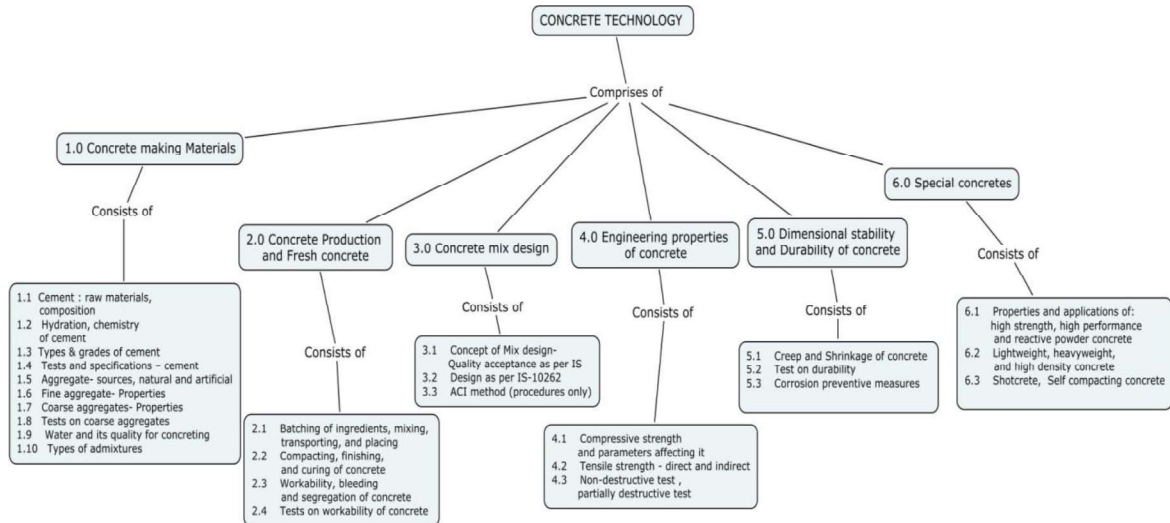 CONCRETE TECHNOLOGY
Comprises of
1.0 Concrete making Materials
Consists of
1.1 Cement : raw materials,
composition
1.2 Hydration, chemistry
of cement
1.3 Types & grades of cement
1.4 Tests and specifications – cement
1.5 Aggregate- sources, natural and artificial
1.6 Fine aggregate- Properties
1.7 Coarse aggregates- Properties
1.8 Tests on coarse aggregates
1.9 Water and its quality for concreting
1.10 Types of admixtures
2.0 Concrete Production
and Fresh concrete
Consists of
2.1 Batching of ingredients, mixing,
transporting, and placing
2.2 Compacting, finishing,
and curing of concrete
2.3 Workability, bleeding
and segregation of concrete
2.4 Tests on workability of concrete
3.0 Concrete mix design
Consists of
3.1 Concept of Mix design-
Quality acceptance as per IS
3.2 Design as per IS-10262
3.3 ACI method (procedures only)
4.0 Engineering properties
of concrete
Consists of
4.1 Compressive strength
and parameters affecting it
4.2 Tensile strength - direct and indirect
4.3 Non-destructive test ,
partially destructive test
5.0 Dimensional stability
and Durability of concrete
Consists of
5.1 Creep and Shrinkage of concrete
5.2 Test on durability
5.3 Corrosion preventive measures
6.0 Special concretes
Consists of
6.1 Properties and applications of:
high strength, high performance
and reactive powder concrete
6.2 Lightweight, heavyweight,
and high density concrete
6.3 Shotcrete, Self compacting concrete